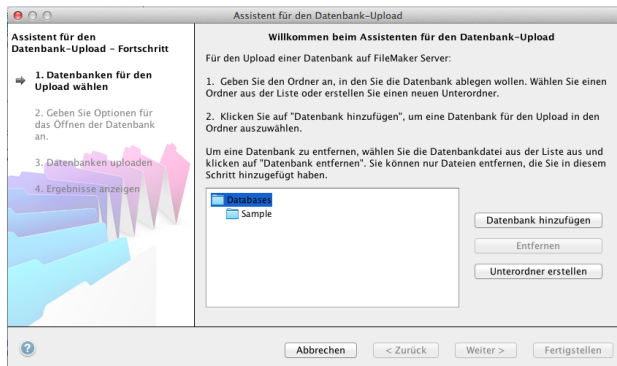 Assistent für den Datenbank-Upload
Assistent für den
Datenbank-Upload - Fortschritt
1. Datenbanken für den
Upload wählen
2. Geben Sie Optionen für
das Öffnen der Datenbank
an.
3. Datenbanken uploaden
4. Ergebnisse anzeigen
Willkommen beim Assistenten für den Datenbank-Upload
Für den Upload einer Datenbank auf FileMaker Server:
1. Geben Sie den Ordner an, in den Sie die Datenbank ablegen wollen. Wählen Sie einen
Ordner aus der Liste oder erstellen Sie einen neuen Unterordner.
2. Klicken Sie auf "Datenbank hinzufügen", um eine Datenbank für den Upload in den
Ordner auszuwählen.
Um eine Datenbank zu entfernen, wählen Sie die Datenbankdatei aus der Liste aus und
klicken auf "Datenbank entfernen". Sie können nur Dateien entfernen, die Sie in diesem
Schritt hinzugefügt haben.
Databases
Sample
Datenbank hinzufügen
Entfernen
Unterordner erstellen
?
Abbrechen
< Zurück
Weiter >
Fertigstellen